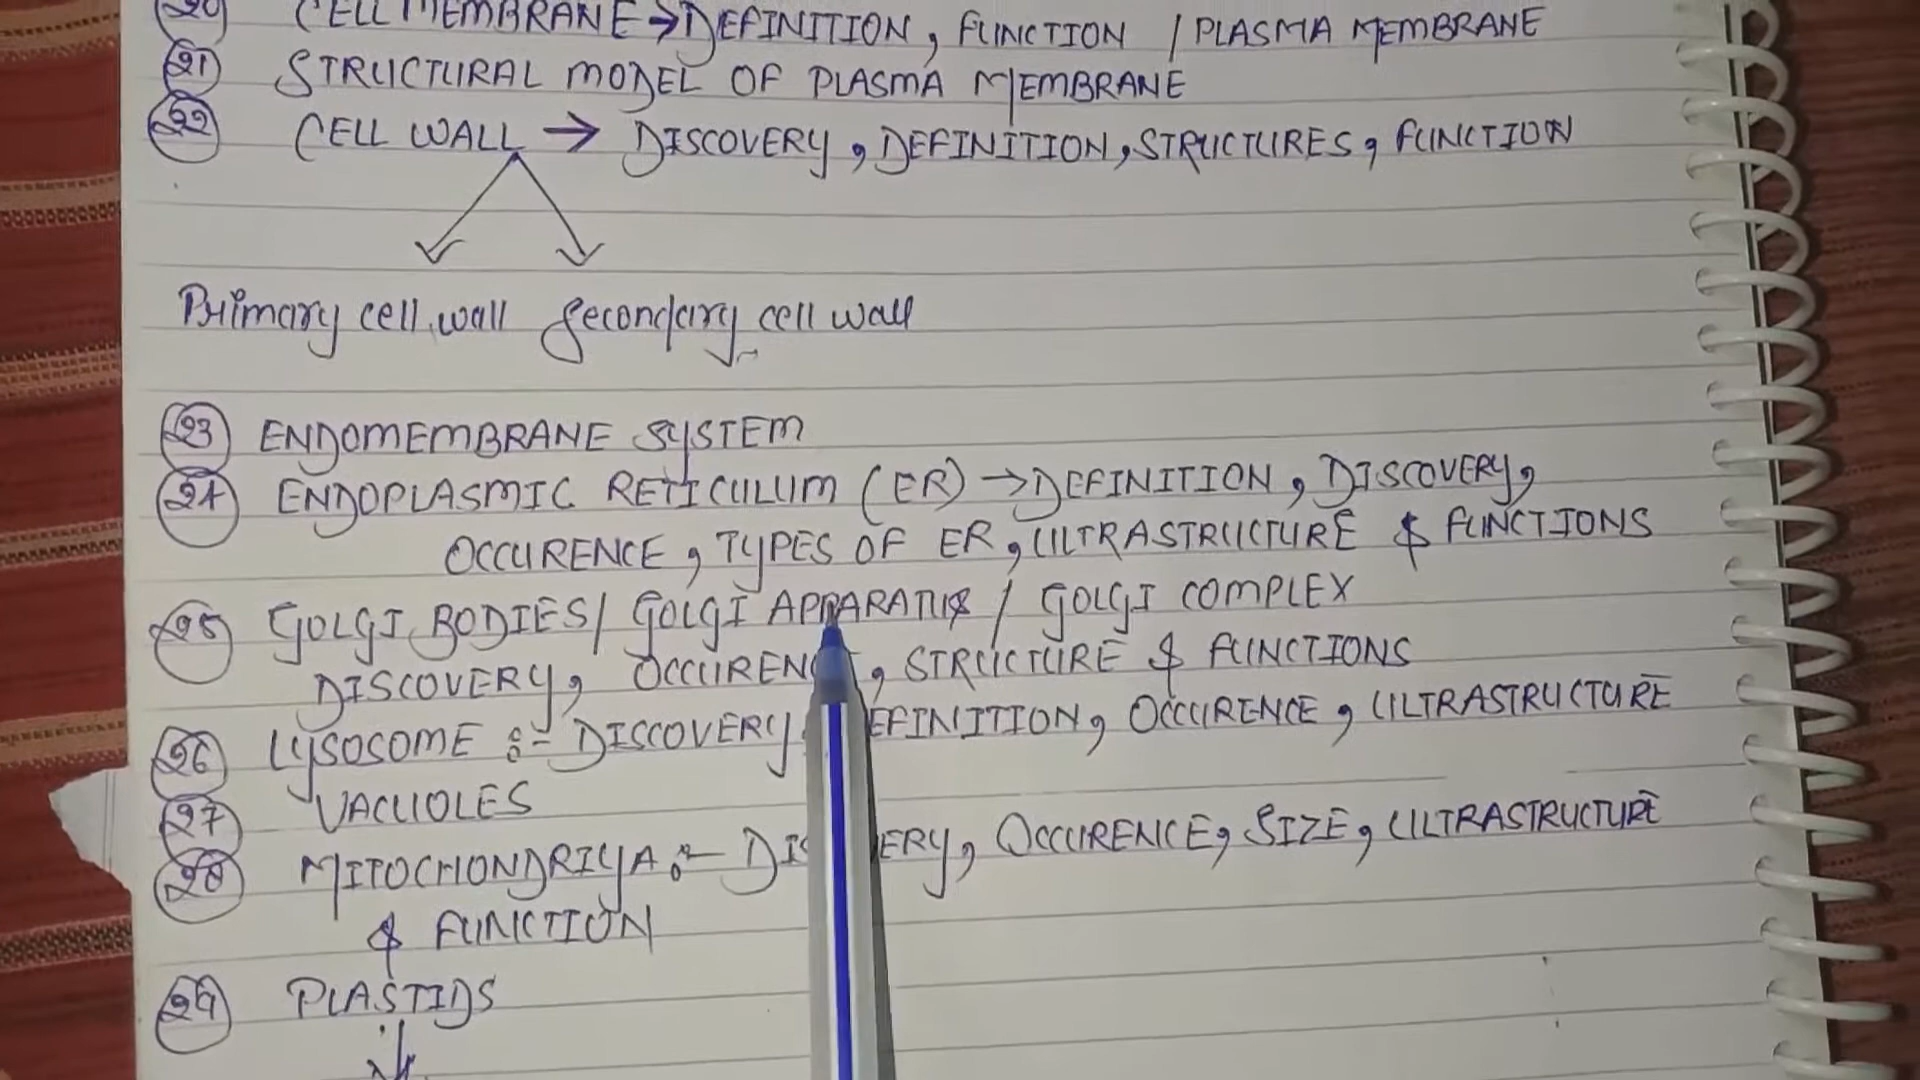 20 CELL MEMBRANE → DEFINITION, FUNCTION / PLASMA MEMBRANE
21 STRUCTURAL MODEL OF PLASMA MEMBRANE
22 CELL WALL → DISCOVERY, DEFINITION, STRUCTURES, FUNCTION
Primary cell wall Secondary cell wall
23 ENDOMEMBRANE SYSTEM
24 ENDOPLASMIC RETICULUM (ER) → DEFINITION, DISCOVERY,
OCCURENCE, TYPES OF ER, ULTRASTRUCTURE & FUNCTIONS
25 GOLGI BODIES / GOLGI APPARATUS / GOLGI COMPLEX
DISCOVERY, OCCURENCE, STRUCTURE & FUNCTIONS
26 LYSOSOME :- DISCOVERY, DEFINITION, OCCURENCE, ULTRASTRUCTURE
27 VACUOLES
28 MITOCHONDRIYA :- DISCOVERY, OCCURENCE, SIZE, ULTRASTRUCTURE
& FUNCTION
29 PLASTIDS